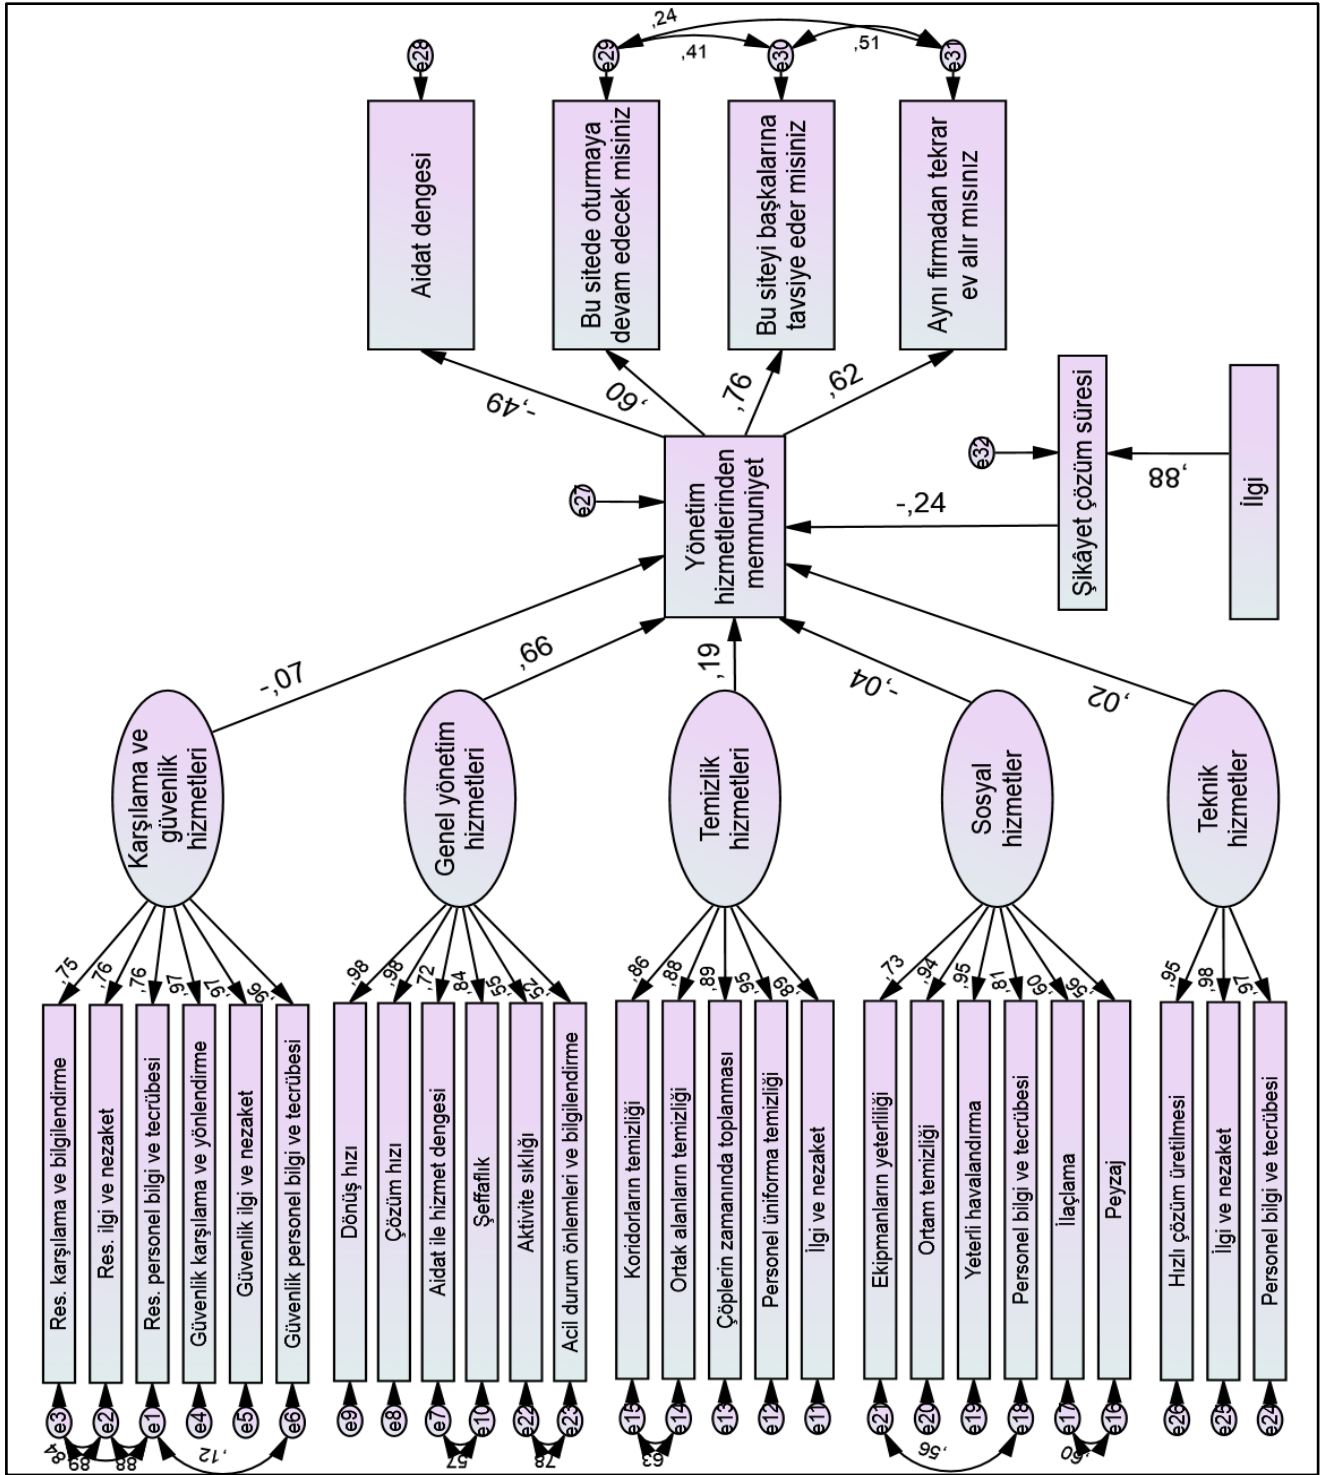 ,24
,41
,51
e28
e29
e30
e31
Aidat dengesi
Bu sitede oturmaya
devam edecek misiniz
Bu siteyi başkalarına
tavsiye eder misiniz
Aynı firmadan tekrar
ev alır mısınız
-,49
,60
,76
,62
e27
Yönetim
hizmetlerinden
memnuniyet
-,24
e32
Şikâyet çözüm süresi
,88
İlgi
-,07
,66
,19
-,04
,02
Karşılama ve
güvenlik
hizmetleri
Genel yönetim
hizmetleri
Temizlik
hizmetleri
Sosyal
hizmetler
Teknik
hizmetler
,75
,76
,76
,97
,97
,96
,98
,98
,72
,84
,55
,52
,86
,88
,89
,95
,89
,73
,94
,95
,81
,60
,56
,95
,98
,97
Res. karşılama ve bilgilendirme
Res. ilgi ve nezaket
Res. personel bilgi ve tecrübesi
Güvenlik karşılama ve yönlendirme
Güvenlik ilgi ve nezaket
Güvenlik personel bilgi ve tecrübesi
Dönüş hızı
Çözüm hızı
Aidat ile hizmet dengesi
Şeffaflık
Aktivite sıklığı
Acil durum önlemleri ve bilgilendirme
Koridorların temizliği
Ortak alanların temizliği
Çöplerin zamanında toplanması
Personel üniforma temizliği
İlgi ve nezaket
Ekipmanların yeterliliği
Ortam temizliği
Yeterli havalandırma
Personel bilgi ve tecrübesi
İlaçlama
Peyzaj
Hızlı çözüm üretilmesi
İlgi ve nezaket
Personel bilgi ve tecrübesi
e3
e2
e1
e4
e5
e6
e9
e8
e7
e10
e22
e23
e15
e14
e13
e12
e11
e21
e20
e19
e18
e17
e16
e26
e25
e24
,84
,89
,88
,12
,57
,78
,63
,56
,60